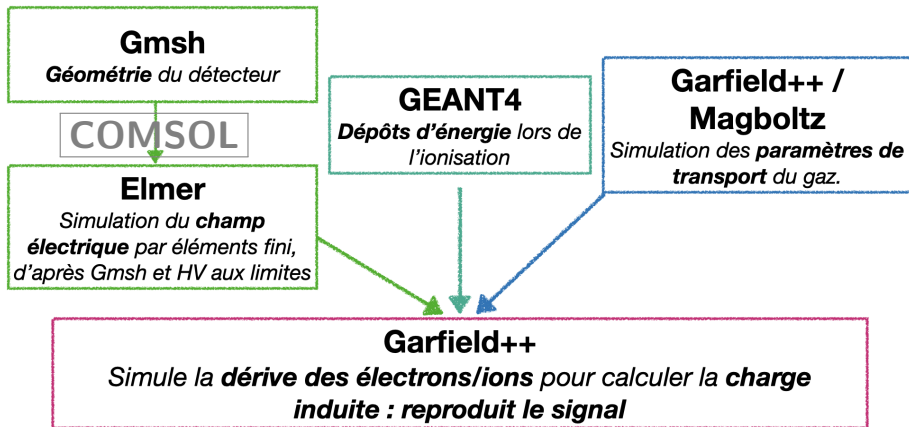 Gmsh
Géométrie du détecteur
COMSOL
Elmer
Simulation du champ
électrique par éléments fini,
d'après Gmsh et HV aux limites
GEANT4
Dépôts d'énergie lors de
l'ionisation
Garfield++ /
Magboltz
Simulation des paramètres de
transport du gaz.
Garfield++
Simule la dérive des électrons/ions pour calculer la charge
induite : reproduit le signal